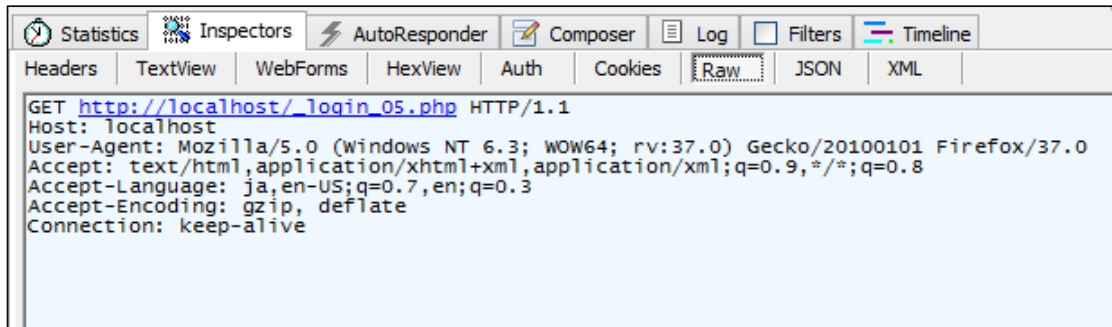 Statistics Inspectors AutoResponder Composer Log Filters Timeline
Headers TextView WebForms HexView Auth Cookies Raw JSON XML
GET http://localhost/_login_05.php HTTP/1.1
Host: localhost
User-Agent: Mozilla/5.0 (Windows NT 6.3; WOW64; rv:37.0) Gecko/20100101 Firefox/37.0
Accept: text/html,application/xhtml+xml,application/xml;q=0.9,*/*;q=0.8
Accept-Language: ja,en-US;q=0.7,en;q=0.3
Accept-Encoding: gzip, deflate
Connection: keep-alive